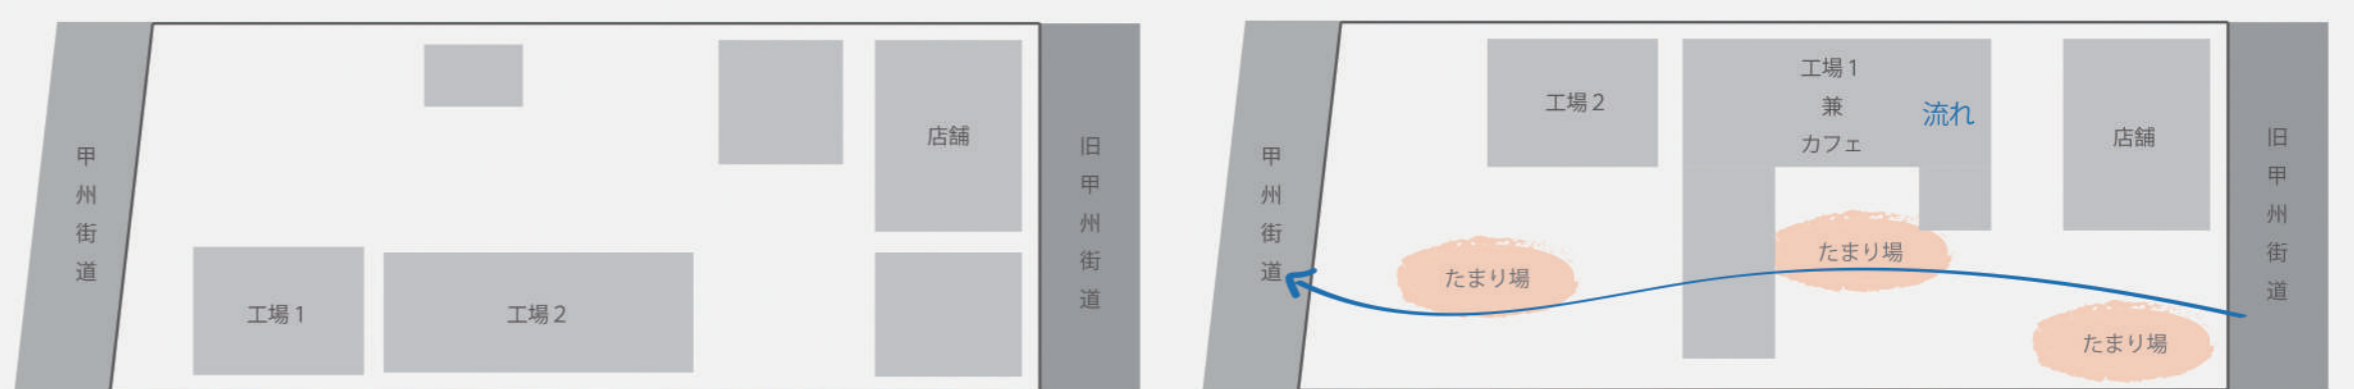 甲州街道
工場1
工場2
店舗
旧甲州街道
甲州街道
工場2
工場1
兼
カフェ
流れ
店舗
旧甲州街道
たまり場
たまり場
たまり場